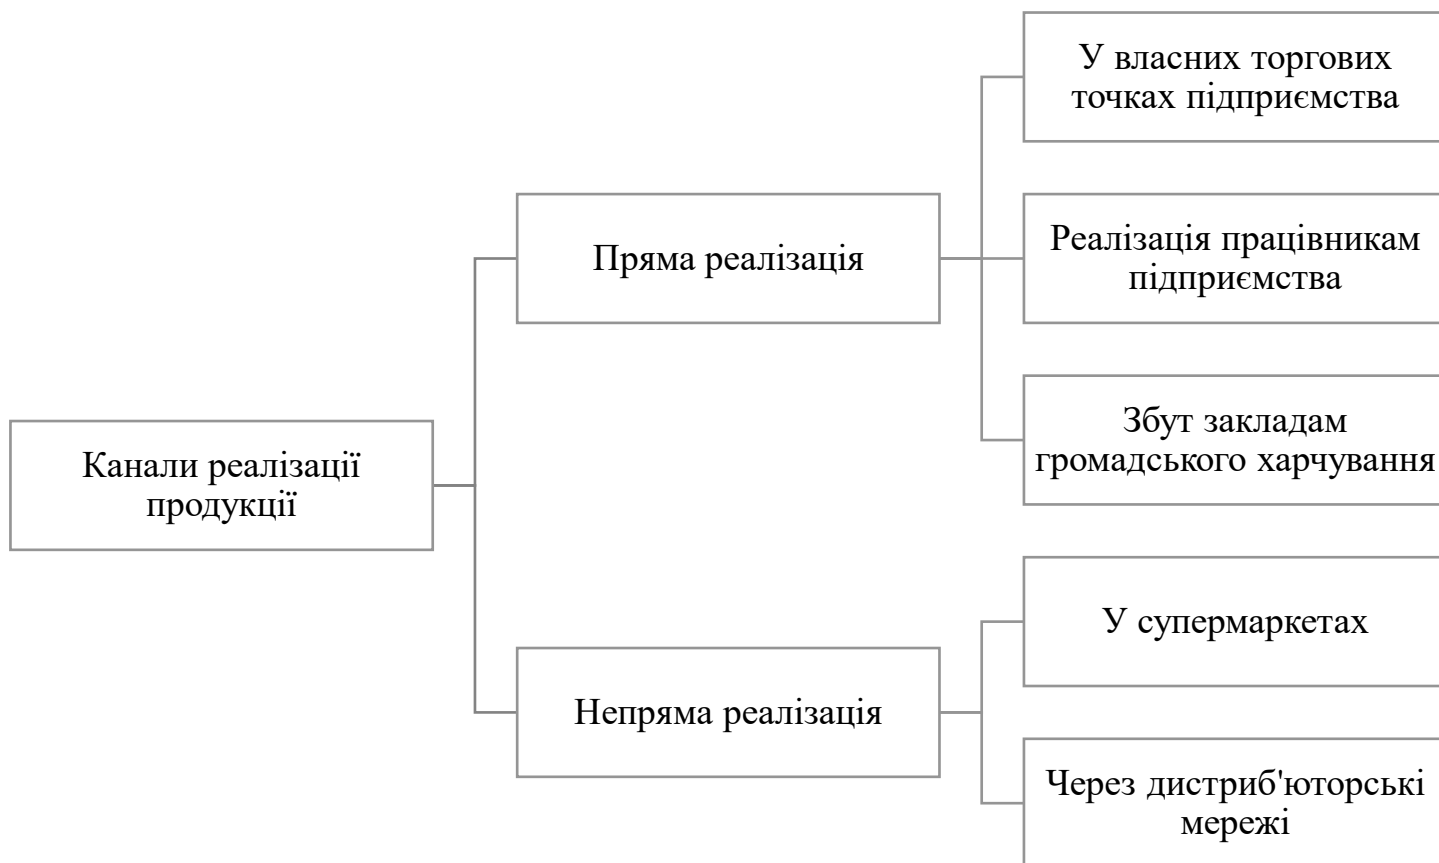 Канали реалізації
продукції
Пряма реалізація
У власних торгових
точках підприємства
Реалізація працівникам
підприємства
Збут закладам
громадського харчування
Непряма реалізація
У супермаркетах
Через дистриб'юторські
мережі